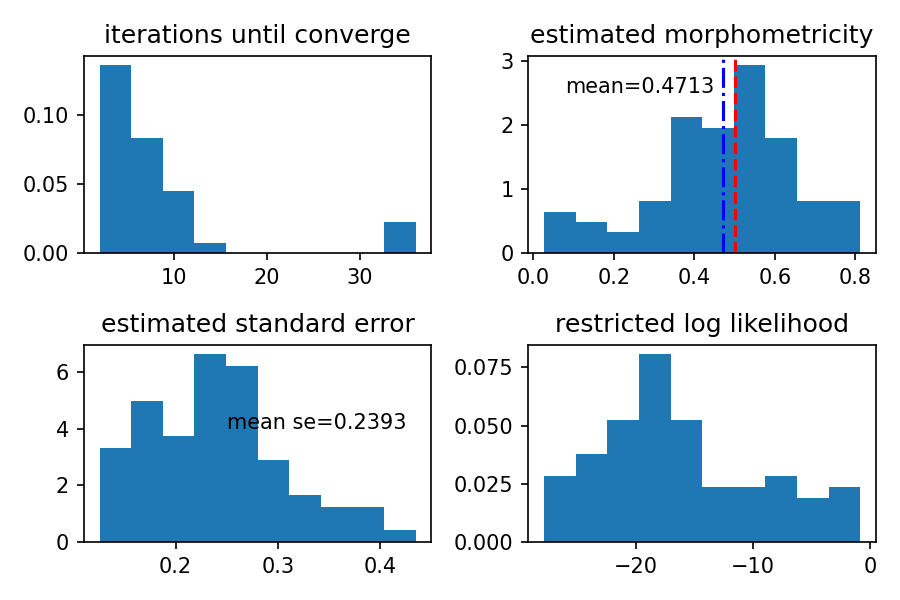 iterations until converge
0.10
0.05
0.00
10 20 30
estimated morphometricity
mean=0.4713
3
2
1
0
0.0 0.2 0.4 0.6 0.8
estimated standard error
mean se=0.2393
6
4
2
0
0.2 0.3 0.4
restricted log likelihood
0.075
0.050
0.025
0.000
−20 −10 0